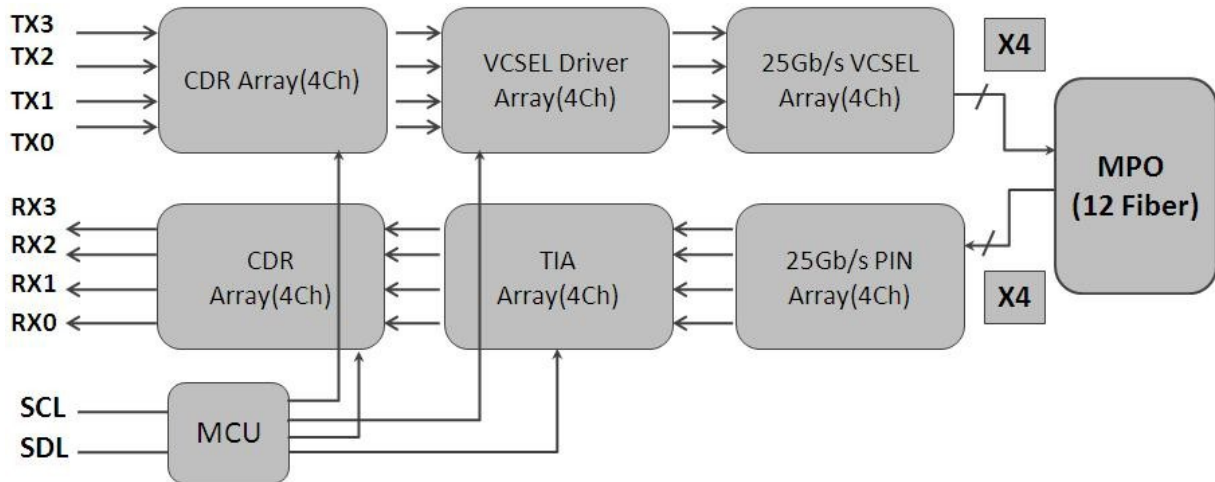 TX3
TX2
TX1
TX0
CDR Array(4Ch)
VCSEL Driver
Array(4Ch)
25Gb/s VCSEL
Array(4Ch)
X4
MPO
(12 Fiber)
RX3
RX2
RX1
RX0
CDR
Array(4Ch)
TIA
Array(4Ch)
25Gb/s PIN
Array(4Ch)
X4
SCL
SDL
MCU